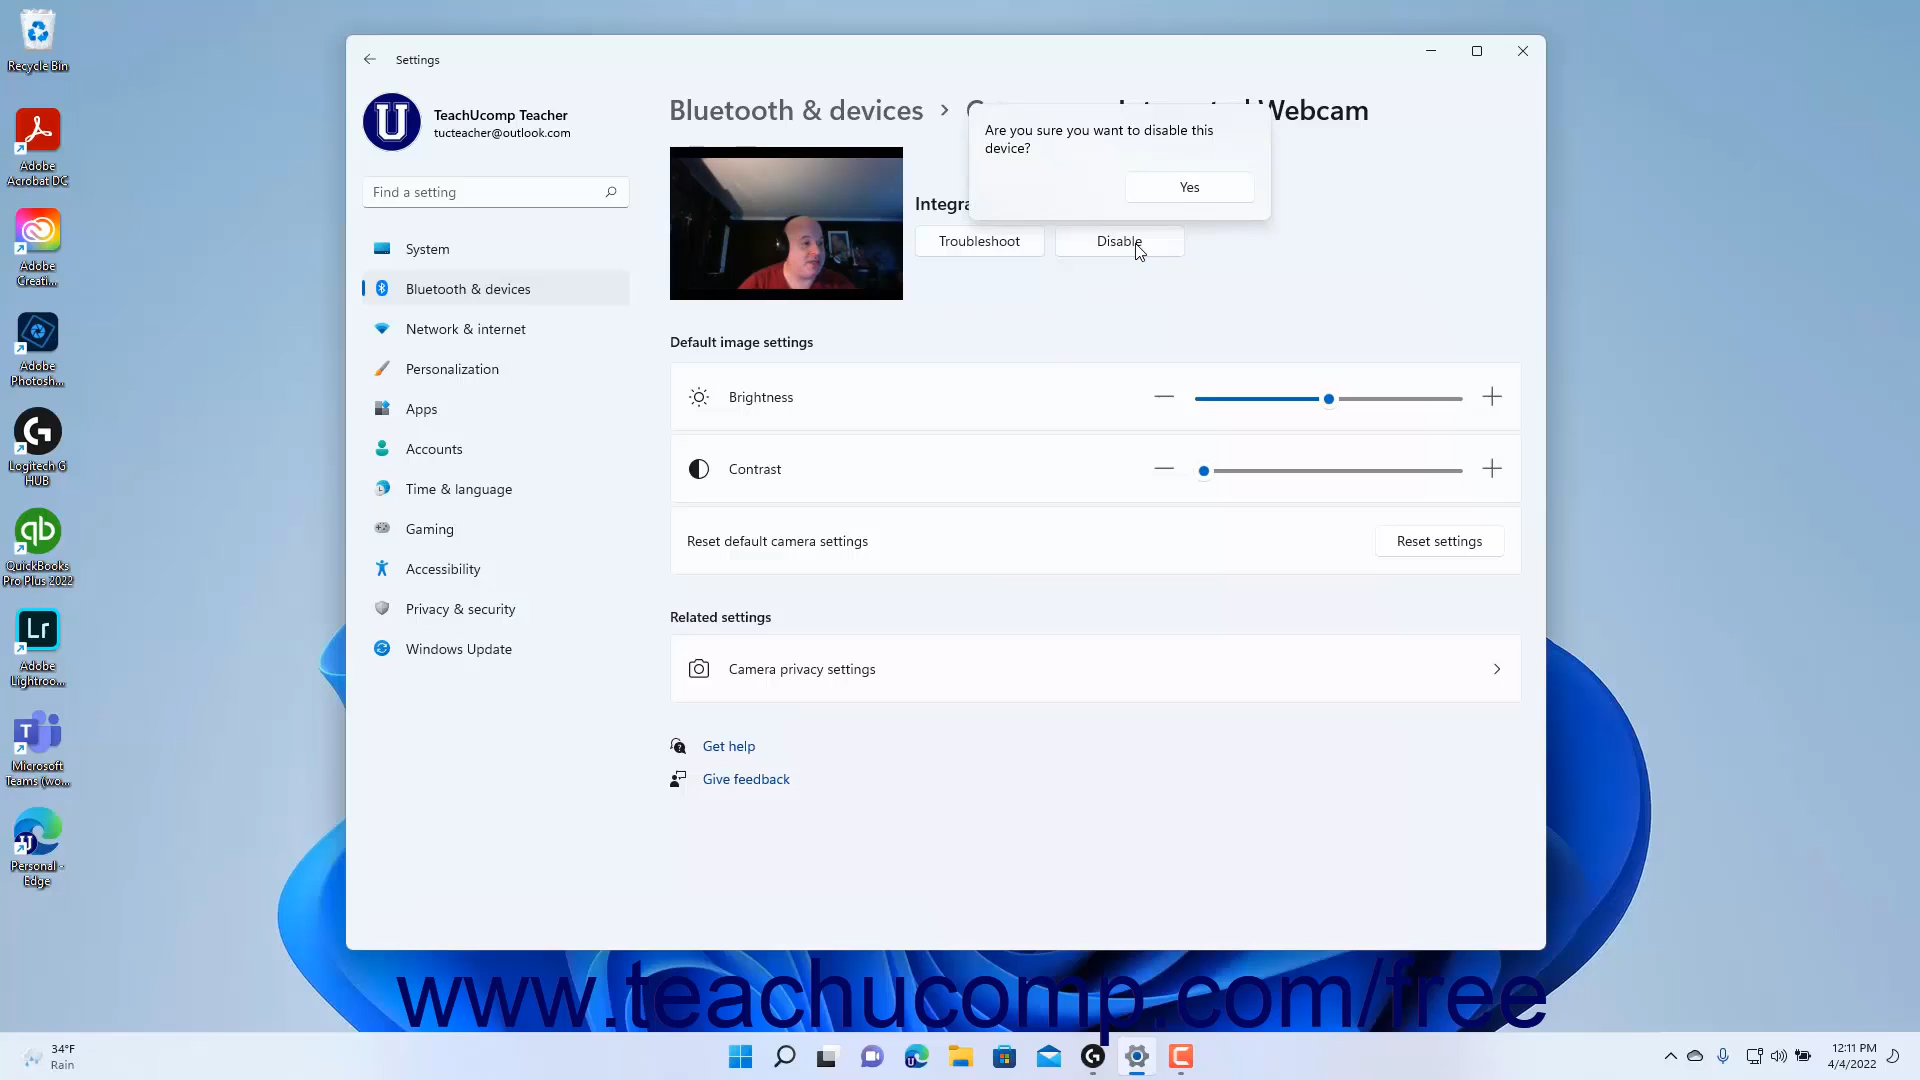 Recycle Bin
Adobe
Acrobat DC
Adobe
Creati...
Adobe
Photosh...
Logitech G
HUB
QuickBooks
Pro Plus 2022
Adobe
Lightroo...
Microsoft
Teams (wo...
Personal -
Edge
Settings
TeachUcomp Teacher
tucteacher@outlook.com
Find a setting
System
Bluetooth & devices
Network & internet
Personalization
Apps
Accounts
Time & language
Gaming
Accessibility
Privacy & security
Windows Update
Bluetooth & devices > Webcam
Are you sure you want to disable this
device?
Yes
Troubleshoot
Disable
Default image settings
Brightness
Contrast
Reset default camera settings
Reset settings
Related settings
Camera privacy settings
Get help
Give feedback
www.teachucomp.com/free
34°F
Rain
12:11 PM
4/4/2022